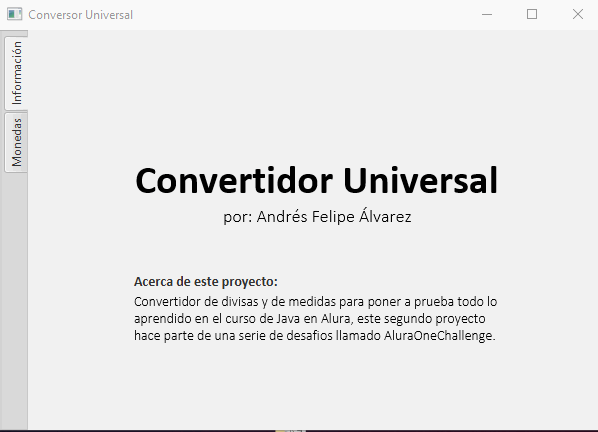 Conversor Universal
Información
Monedas
Convertidor Universal
por: Andrés Felipe Álvarez
Acerca de este proyecto:
Convertidor de divisas y de medidas para poner a prueba todo lo
aprendido en el curso de Java en Alura, este segundo proyecto
hace parte de una serie de desafios llamado AluraOneChallenge.